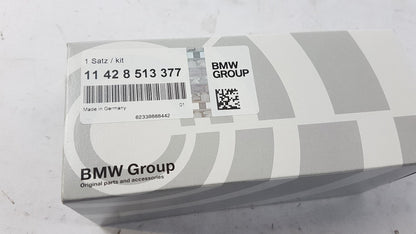 1 Satz / kit
11 42 8 513 377
BMW
GROUP
Made in Germany
01
62338668442
BMW Group
Original parts and accessories